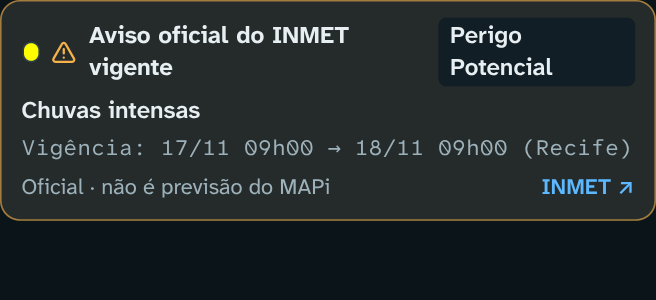 Aviso oficial do INMET
vigente
Perigo
Potencial
Chuvas intensas
Vigência: 17/11 09h00 → 18/11 09h00 (Recife)
Oficial · não é previsão do MAPi
INMET ↗